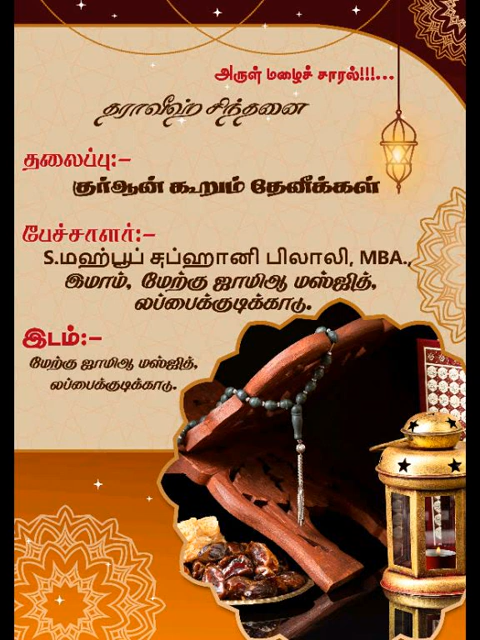 அருள் மழைச் சாரல்!!!...
தராவீஹ் சிந்தனை
தலைப்பு:-
குர்ஆன் கூறும் தேனீக்கள்
பேச்சாளர்:-
S.மஹ்பூப் சுப்ஹானி பிலாலி, MBA.,
இமாம், மேற்கு ஜாமிஆ மஸ்ஜித்,
லப்பைக்குடிக்காடு.
இடம்:-
மேற்கு ஜாமிஆ மஸ்ஜித்,
லப்பைக்குடிக்காடு.